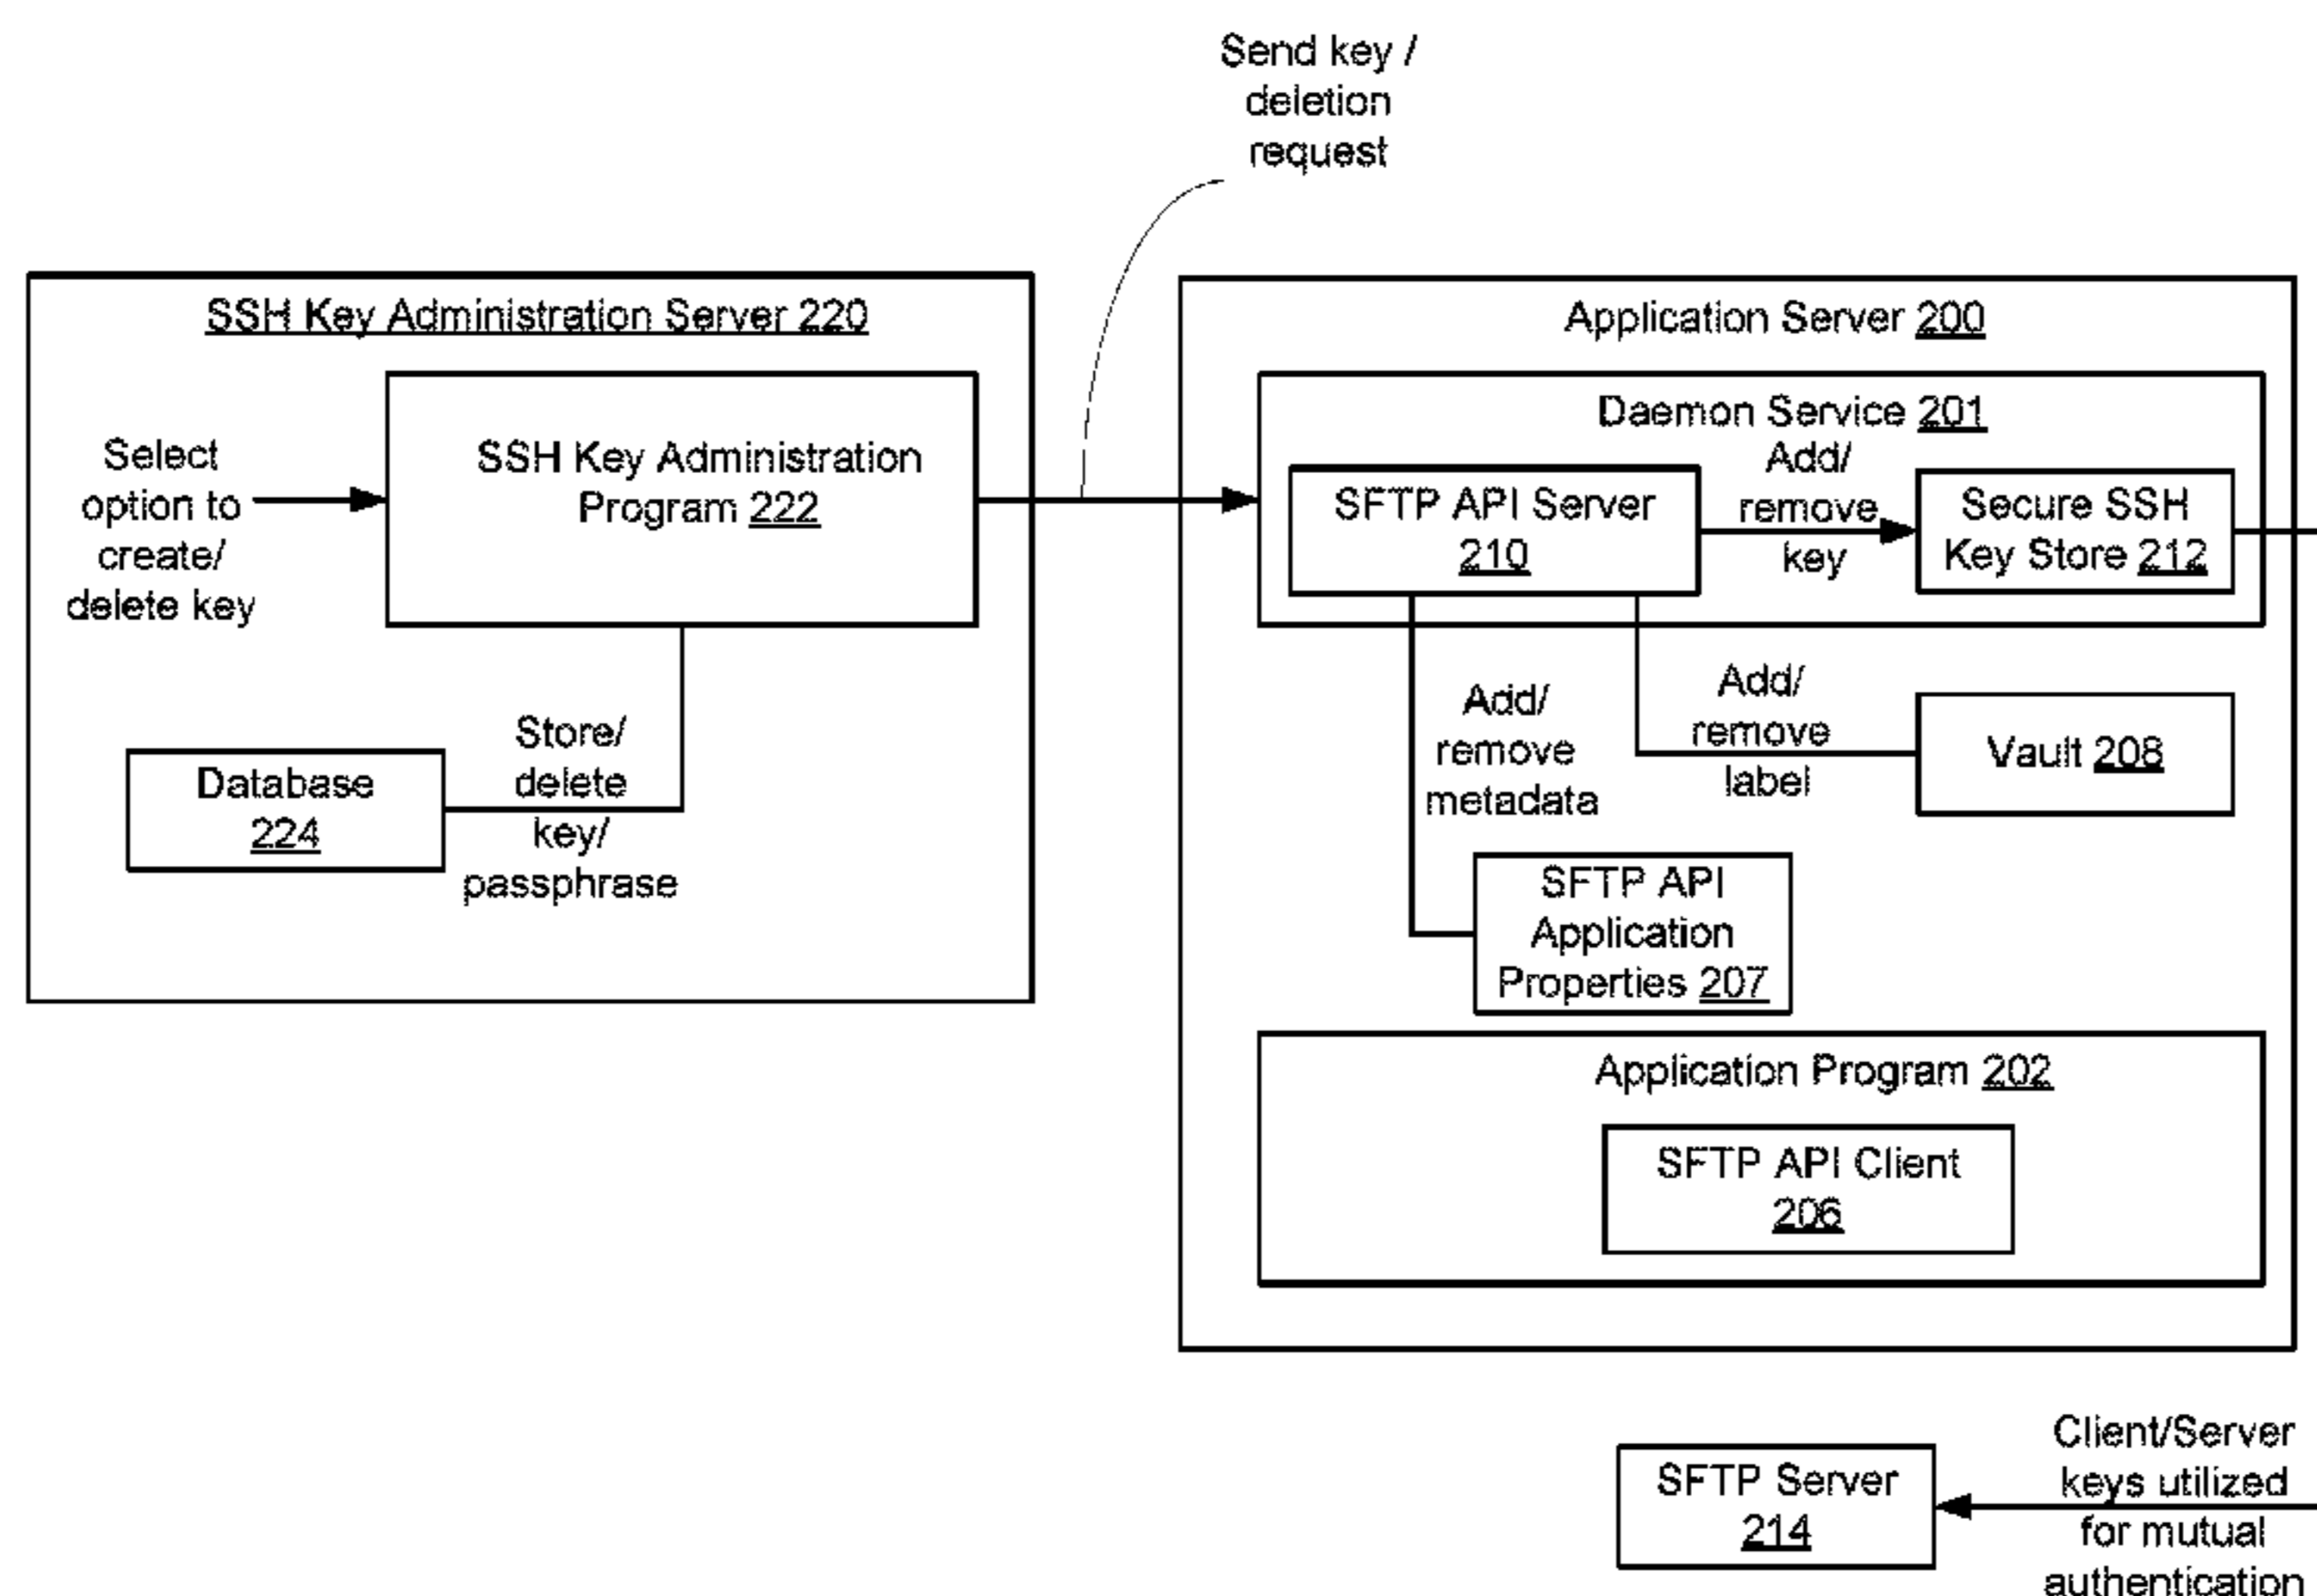 Send key /
deletion
request
SSH Key Administration Server 220
Select
option to
create/
delete key
SSH Key Administration
Program 222
Database
224
Store/
delete
key/
passphrase
Application Server 200
Daemon Service 201
SFTP API Server
210
Add/
remove
key
Secure SSH
Key Store 212
Add/
remove
metadata
Add/
remove
label
Vault 208
SFTP API
Application
Properties 207
Application Program 202
SFTP API Client
206
SFTP Server
214
Client/Server
keys utilized
for mutual
authentication